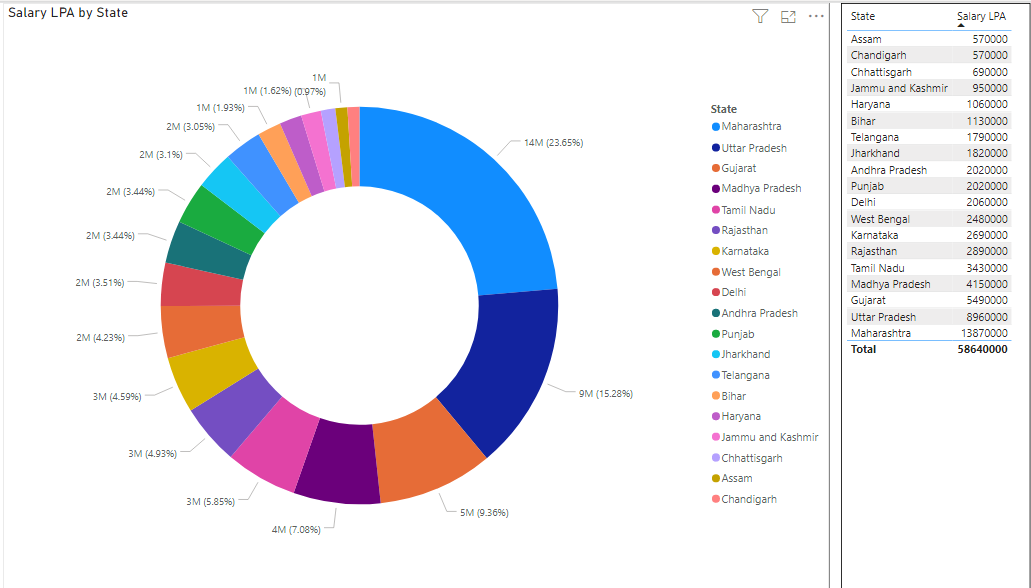 Salary LPA by State
1M
1M (1.62%) (0.97%)
1M (1.93%)
2M (3.05%)
2M (3.1%)
2M (3.44%)
2M (3.44%)
2M (3.51%)
2M (4.23%)
3M (4.59%)
3M (4.93%)
3M (5.85%)
4M (7.08%)
5M (9.36%)
9M (15.28%)
14M (23.65%)
State
Maharashtra
Uttar Pradesh
Gujarat
Madhya Pradesh
Tamil Nadu
Rajasthan
Karnataka
West Bengal
Delhi
Andhra Pradesh
Punjab
Jharkhand
Telangana
Bihar
Haryana
Jammu and Kashmir
Chhattisgarh
Assam
Chandigarh
State Salary LPA
Assam 570000
Chandigarh 570000
Chhattisgarh 690000
Jammu and Kashmir 950000
Haryana 1060000
Bihar 1130000
Telangana 1790000
Jharkhand 1820000
Andhra Pradesh 2020000
Punjab 2020000
Delhi 2060000
West Bengal 2480000
Karnataka 2690000
Rajasthan 2890000
Tamil Nadu 3430000
Madhya Pradesh 4150000
Gujarat 5490000
Uttar Pradesh 8960000
Maharashtra 13870000
Total 58640000